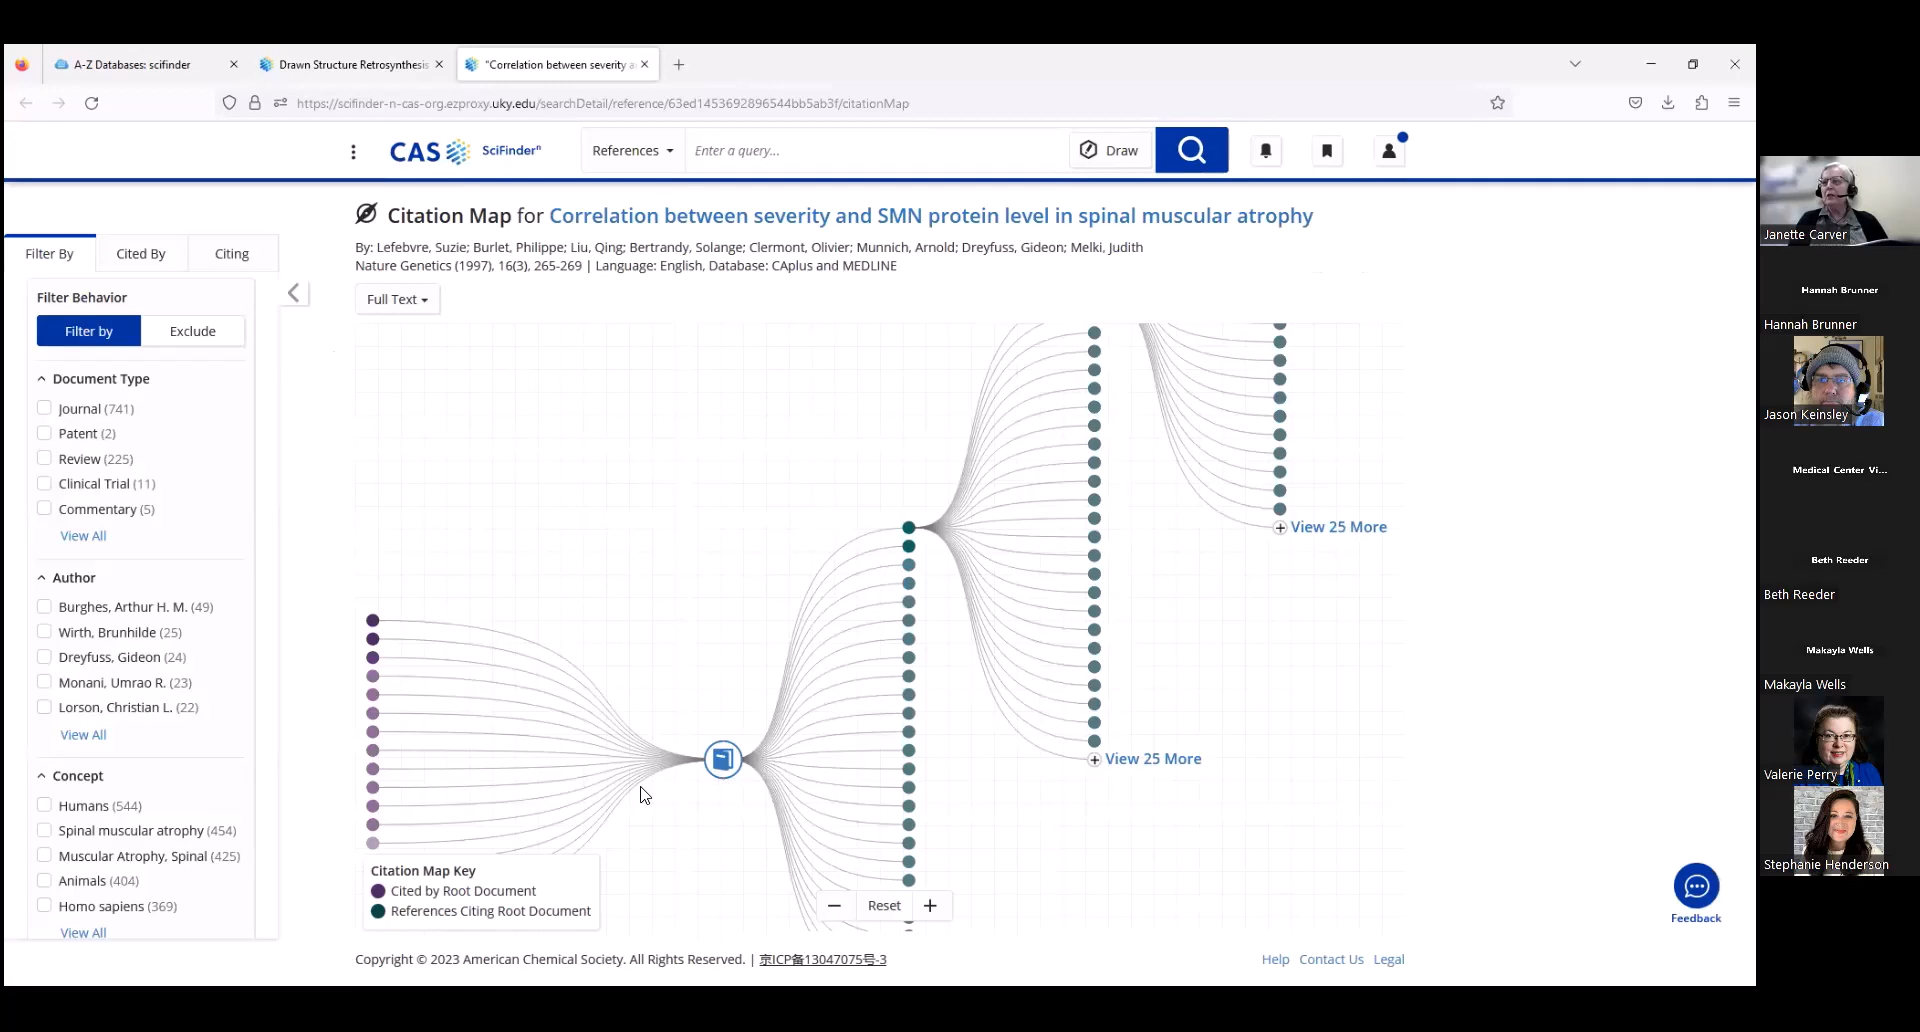 A-Z Databases: scifinder
Drawn Structure Retrosynthesis
"Correlation between severity a
https://scifinder-n-cas-org.ezproxy.uky.edu/searchDetail/reference/63ed1453692896544bb5ab3f/citationMap
CAS SciFinderⁿ
References
Enter a query...
Draw
Citation Map for Correlation between severity and SMN protein level in spinal muscular atrophy
By: Lefebvre, Suzie; Burlet, Philippe; Liu, Qing; Bertrandy, Solange; Clermont, Olivier; Munnich, Arnold; Dreyfuss, Gideon; Melki, Judith
Nature Genetics (1997), 16(3), 265-269 | Language: English, Database: CAplus and MEDLINE
Full Text
Filter By
Cited By
Citing
Filter Behavior
Filter by
Exclude
Document Type
Journal (741)
Patent (2)
Review (225)
Clinical Trial (11)
Commentary (5)
View All
Author
Burghes, Arthur H. M. (49)
Wirth, Brunhilde (25)
Dreyfuss, Gideon (24)
Monani, Umrao R. (23)
Lorson, Christian L. (22)
View All
Concept
Humans (544)
Spinal muscular atrophy (454)
Muscular Atrophy, Spinal (425)
Animals (404)
Homo sapiens (369)
View All
View 25 More
View 25 More
Citation Map Key
Cited by Root Document
References Citing Root Document
Reset
Feedback
Copyright © 2023 American Chemical Society. All Rights Reserved. | 京ICP备13047075号-3
Help
Contact Us
Legal
Janette Carver
Hannah Brunner
Hannah Brunner
Jason Keinsley
Medical Center Vi...
Beth Reeder
Beth Reeder
Makayla Wells
Makayla Wells
Valerie Perry
Stephanie Henderson